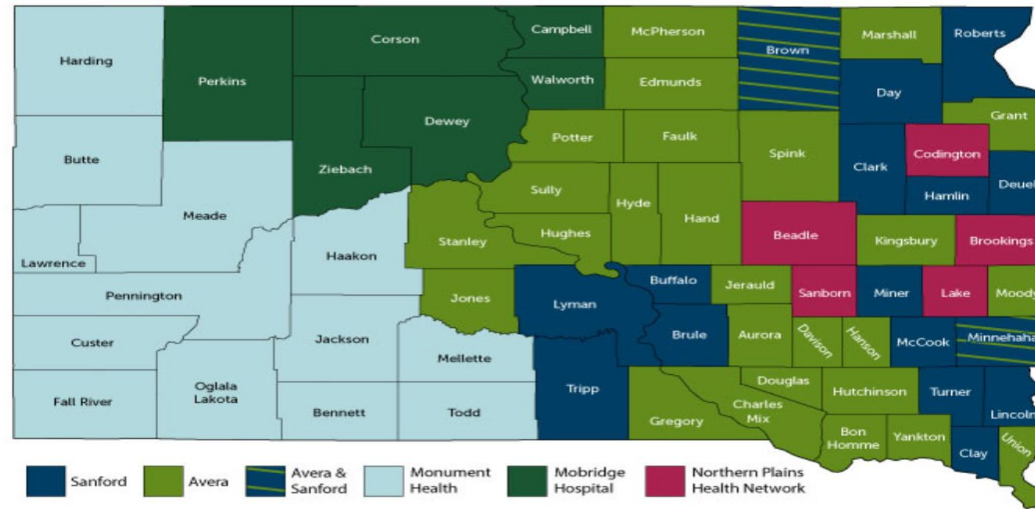 Harding
Perkins
Corson
Campbell
McPherson
Brown
Marshall
Roberts
Walworth
Edmunds
Day
Butte
Ziebach
Dewey
Potter
Faulk
Spink
Clark
Grant
Codington
Hamlin
Deuel
Meade
Sully
Hyde
Hand
Lawrence
Haakon
Stanley
Hughes
Beadle
Kingsbury
Brookings
Pennington
Jones
Lyman
Buffalo
Jerauld
Sanborn
Miner
Lake
Moody
Custer
Jackson
Mellette
Brule
Aurora
Davison
Hanson
McCook
Minnehaha
Fall River
Oglala
Lakota
Bennett
Todd
Tripp
Gregory
Charles
Mix
Douglas
Hutchinson
Turner
Lincoln
Bon
Homme
Yankton
Clay
Union
Sanford
Avera
Avera &
Sanford
Monument
Health
Mobridge
Hospital
Northern Plains
Health Network